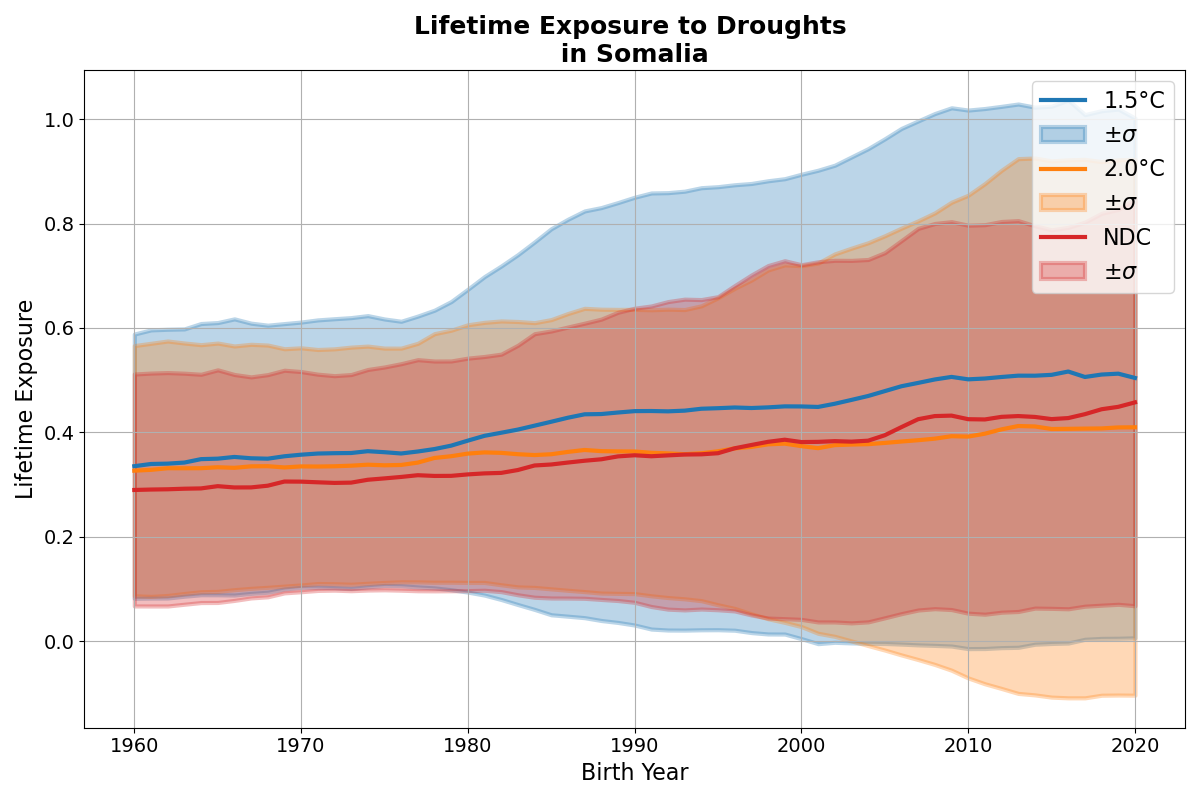 Lifetime Exposure to Droughts
in Somalia
1.5°C
±σ
2.0°C
±σ
NDC
±σ
Lifetime Exposure
1.0
0.8
0.6
0.4
0.2
0.0
1960 1970 1980 1990 2000 2010 2020
Birth Year